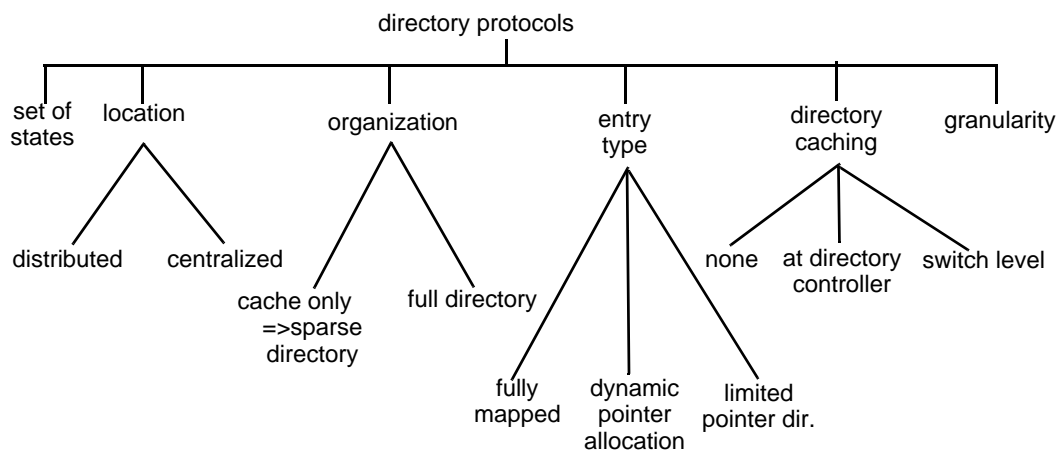 directory protocols
set of
states
location
organization
entry
type
directory
caching
granularity
distributed
centralized
cache only
=>sparse
directory
full directory
none
at directory
controller
switch level
fully
mapped
dynamic
pointer
allocation
limited
pointer dir.